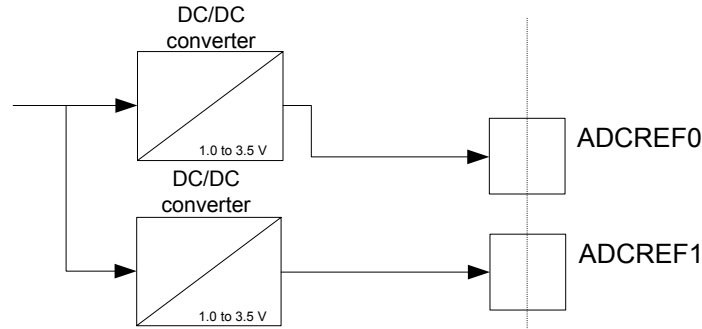 DC/DC
converter
1.0 to 3.5 V
ADCREF0
DC/DC
converter
1.0 to 3.5 V
ADCREF1